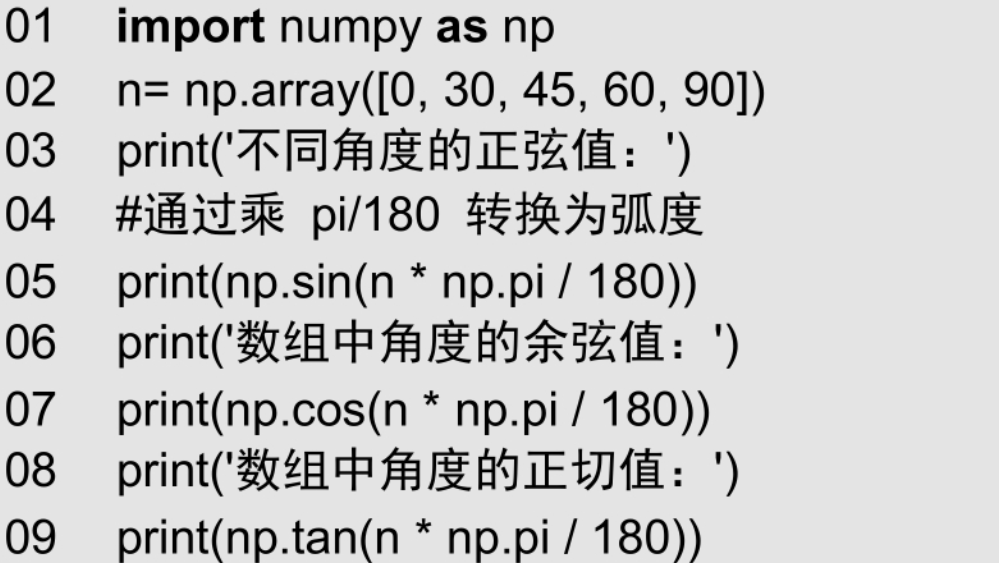 01 import numpy as np
02 n= np.array([0, 30, 45, 60, 90])
03 print('不同角度的正弦值：')
04 #通过乘 pi/180 转换为弧度
05 print(np.sin(n * np.pi / 180))
06 print('数组中角度的余弦值：')
07 print(np.cos(n * np.pi / 180))
08 print('数组中角度的正切值：')
09 print(np.tan(n * np.pi / 180))